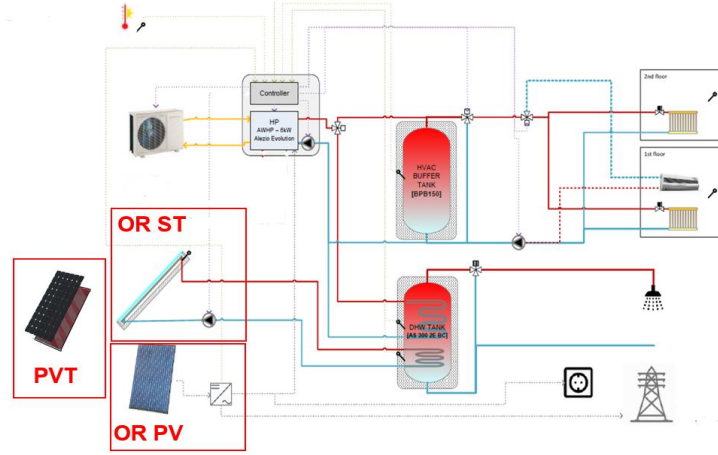 Controller
HP
AWHP – 6kW
Alezio Evolution
2nd floor
1st floor
HVAC
BUFFER
TANK
[BPB150]
OR ST
PVT
DHW TANK
[AS 300 2E BC]
OR PV